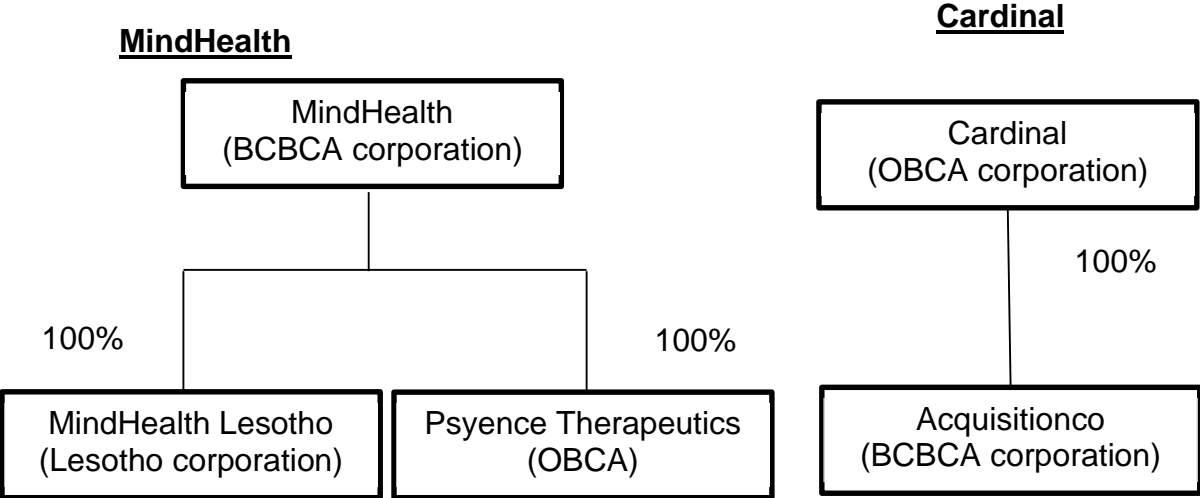 MindHealth
MindHealth
(BCBCA corporation)
100%
100%
MindHealth Lesotho
(Lesotho corporation)
Psyence Therapeutics
(OBCA)
Cardinal
Cardinal
(OBCA corporation)
100%
Acquisitionco
(BCBCA corporation)